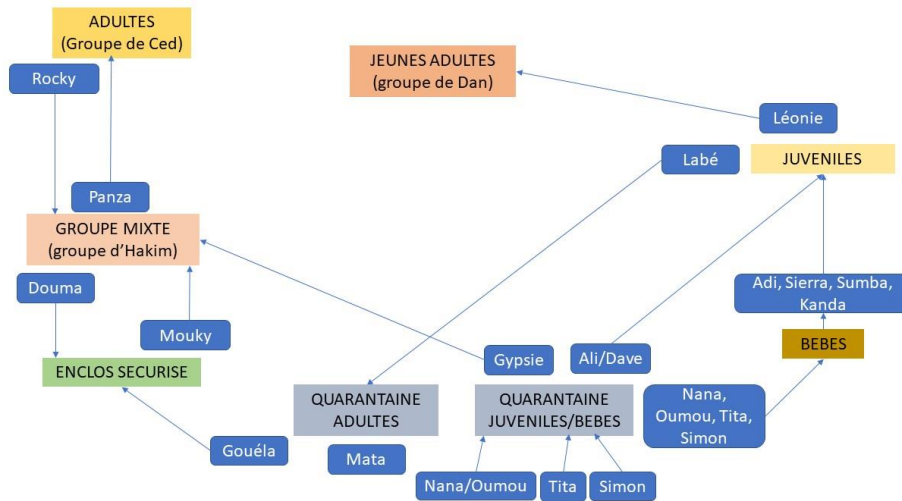 ADULTES
(Groupe de Ced)
Rocky
JEUNES ADULTES
(groupe de Dan)
Léonie
Labé
JUVENILES
Panza
GROUPE MIXTE
(groupe d'Hakim)
Douma
Adi, Sierra, Sumba,
Kanda
Mouky
BEBES
Gypsie
Ali/Dave
ENCLOS SECURISE
QUARANTAINE
ADULTES
QUARANTAINE
JUVENILES/BEBES
Nana,
Oumou, Tita,
Simon
Gouéla
Mata
Nana/Oumou
Tita
Simon